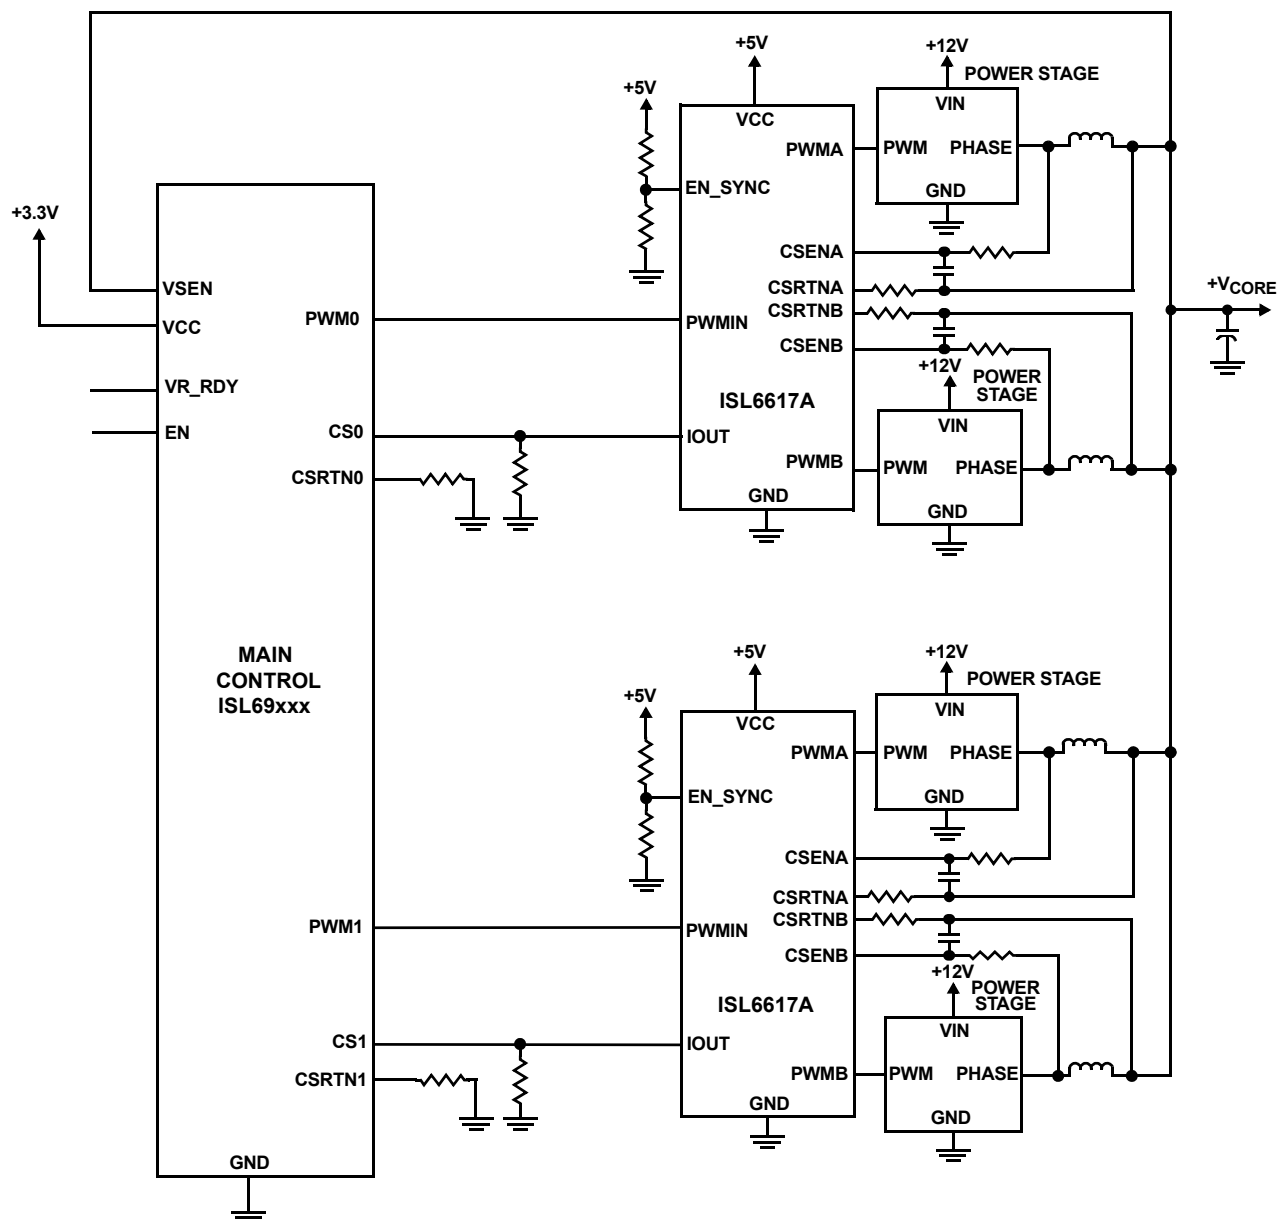 +5V
+12V
POWER STAGE
+5V
VCC
VIN
PWMA
PWM
PHASE
EN_SYNC
GND
+3.3V
CSENA
VSEN
CSRTNA
+VCORE
VCC
PWM0
PWMIN
CSRTNB
CSENB
+12V
POWER
STAGE
VR_RDY
ISL6617A
VIN
EN
CS0
IOUT
PWMB
PWM
PHASE
CSRTN0
GND
GND
+5V
+12V
POWER STAGE
MAIN
CONTROL
ISL69xxx
+5V
VCC
VIN
PWMA
PWM
PHASE
EN_SYNC
GND
CSENA
CSRTNA
CSRTNB
PWM1
PWMIN
CSENB
+12V
POWER
STAGE
ISL6617A
VIN
CS1
IOUT
CSRTN1
PWMB
PWM
PHASE
GND
GND
GND